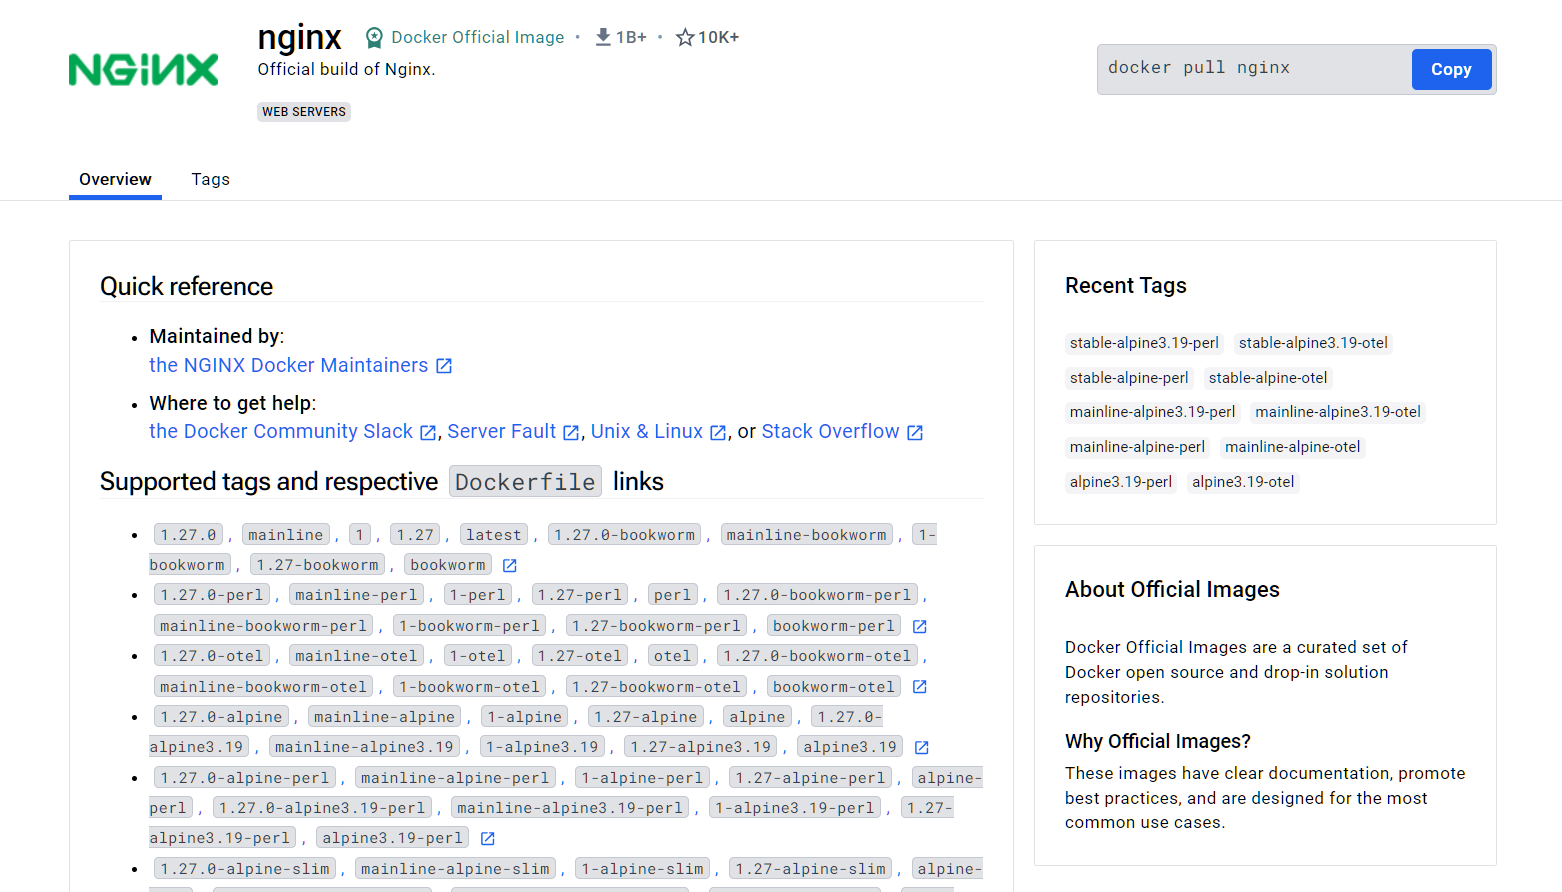 NGINX
nginx Docker Official Image • 1B+ • 10K+
Official build of Nginx.
WEB SERVERS
docker pull nginx Copy
Overview Tags
Quick reference
• Maintained by:
the NGINX Docker Maintainers
• Where to get help:
the Docker Community Slack , Server Fault , Unix & Linux , or Stack Overflow
Supported tags and respective Dockerfile links
• 1.27.0 , mainline , 1 , 1.27 , latest , 1.27.0-bookworm , mainline-bookworm , 1-
bookworm , 1.27-bookworm , bookworm
• 1.27.0-perl , mainline-perl , 1-perl , 1.27-perl , perl , 1.27.0-bookworm-perl ,
mainline-bookworm-perl , 1-bookworm-perl , 1.27-bookworm-perl , bookworm-perl
• 1.27.0-otel , mainline-otel , 1-otel , 1.27-otel , otel , 1.27.0-bookworm-otel ,
mainline-bookworm-otel , 1-bookworm-otel , 1.27-bookworm-otel , bookworm-otel
• 1.27.0-alpine , mainline-alpine , 1-alpine , 1.27-alpine , alpine , 1.27.0-
alpine3.19 , mainline-alpine3.19 , 1-alpine3.19 , 1.27-alpine3.19 , alpine3.19
• 1.27.0-alpine-perl , mainline-alpine-perl , 1-alpine-perl , 1.27-alpine-perl , alpine-
perl , 1.27.0-alpine3.19-perl , mainline-alpine3.19-perl , 1-alpine3.19-perl , 1.27-
alpine3.19-perl , alpine3.19-perl
• 1.27.0-alpine-slim , mainline-alpine-slim , 1-alpine-slim , 1.27-alpine-slim , alpine-
Recent Tags
stable-alpine3.19-perl stable-alpine3.19-otel
stable-alpine-perl stable-alpine-otel
mainline-alpine3.19-perl mainline-alpine3.19-otel
mainline-alpine-perl mainline-alpine-otel
alpine3.19-perl alpine3.19-otel
About Official Images
Docker Official Images are a curated set of
Docker open source and drop-in solution
repositories.
Why Official Images?
These images have clear documentation, promote
best practices, and are designed for the most
common use cases.